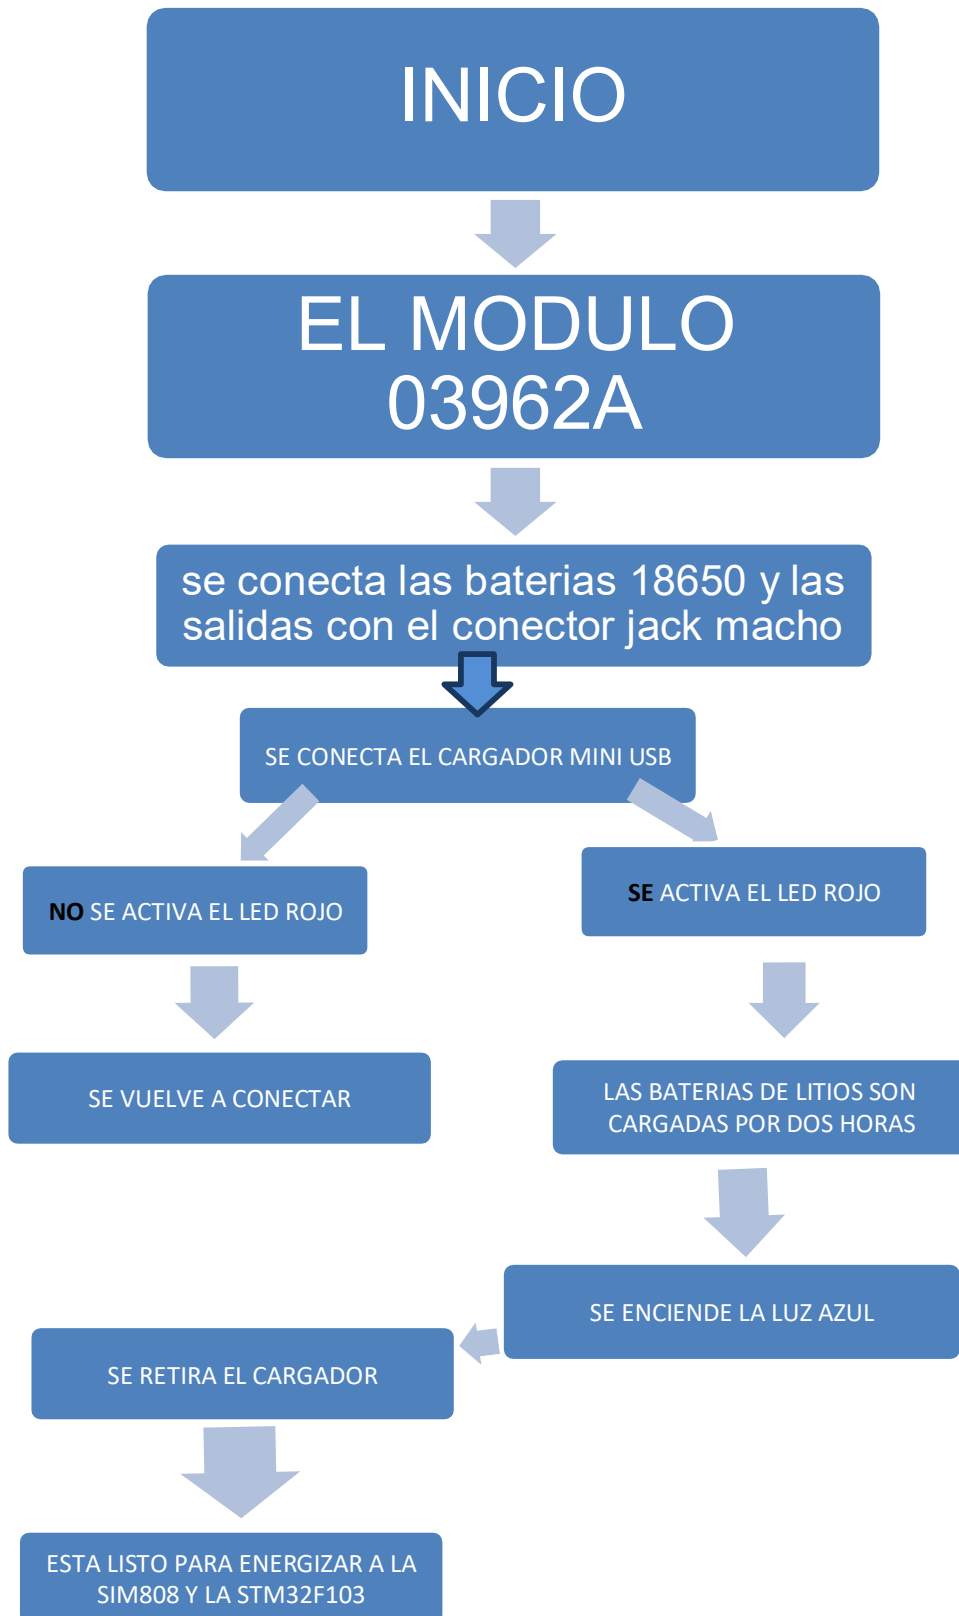 INICIO
EL MODULO
03962A
se conecta las baterias 18650 y las
salidas con el conector jack macho
SE CONECTA EL CARGADOR MINI USB
NO SE ACTIVA EL LED ROJO
SE ACTIVA EL LED ROJO
SE VUELVE A CONECTAR
LAS BATERIAS DE LITIOS SON
CARGADAS POR DOS HORAS
SE ENCIENDE LA LUZ AZUL
SE RETIRA EL CARGADOR
ESTA LISTO PARA ENERGIZAR A LA
SIM808 Y LA STM32F103